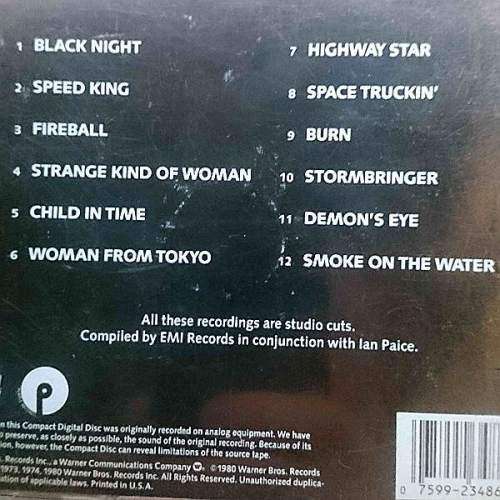 1 BLACK NIGHT
2 SPEED KING
3 FIREBALL
4 STRANGE KIND OF WOMAN
5 CHILD IN TIME
6 WOMAN FROM TOKYO
7 HIGHWAY STAR
8 SPACE TRUCKIN'
9 BURN
10 STORMBRINGER
11 DEMON'S EYE
12 SMOKE ON THE WATER
All these recordings are studio cuts.
Compiled by EMI Records in conjunction with Ian Paice.
P
on this Compact Digital Disc was originally recorded on analog equipment. We have
to preserve, as closely as possible, the sound of the original recording. Because of its
ion, however, the Compact Disc can reveal limitations of the source tape.
. Records Inc., a Warner Communications Company ©1980 Warner Bros. Records
1973, 1974, 1980 Warner Bros. Records Inc. All Rights Reserved. Unauthorized duplica-
ation of applicable laws. Printed in U.S.A.
0 7599-23486